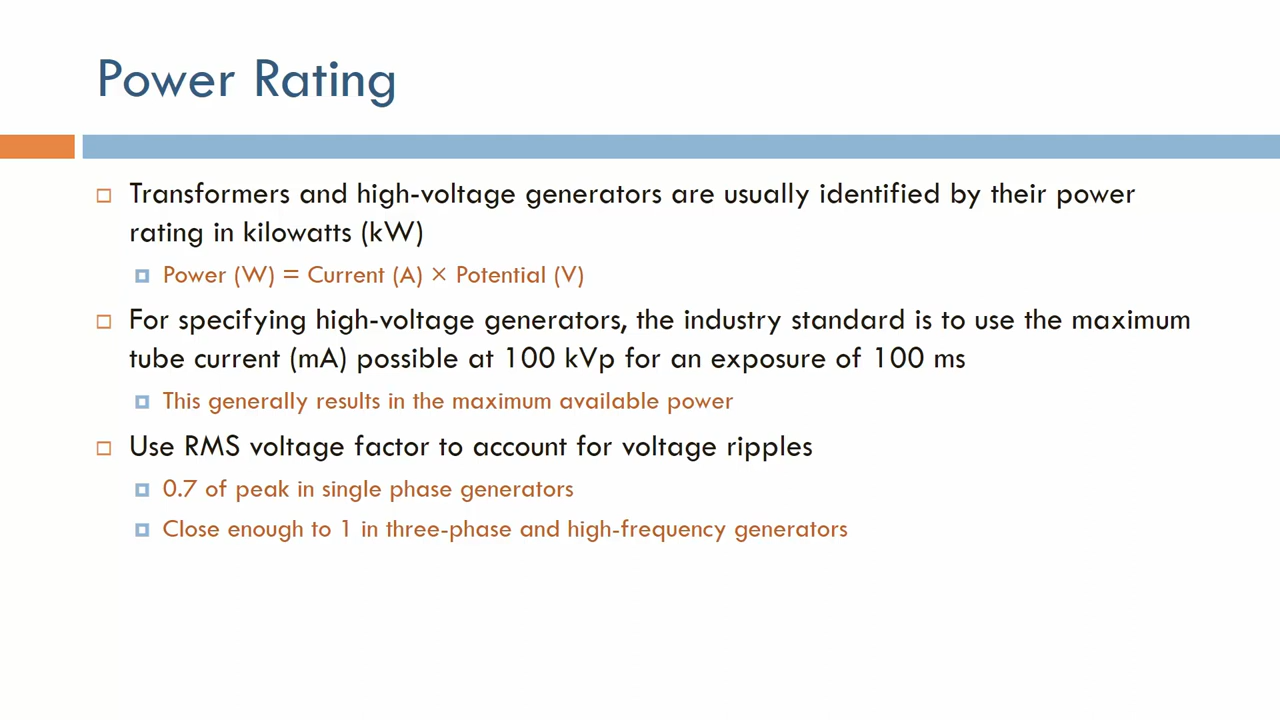 Power Rating
Transformers and high-voltage generators are usually identified by their power
rating in kilowatts (kW)
Power (W) = Current (A) × Potential (V)
For specifying high-voltage generators, the industry standard is to use the maximum
tube current (mA) possible at 100 kVp for an exposure of 100 ms
This generally results in the maximum available power
Use RMS voltage factor to account for voltage ripples
0.7 of peak in single phase generators
Close enough to 1 in three-phase and high-frequency generators